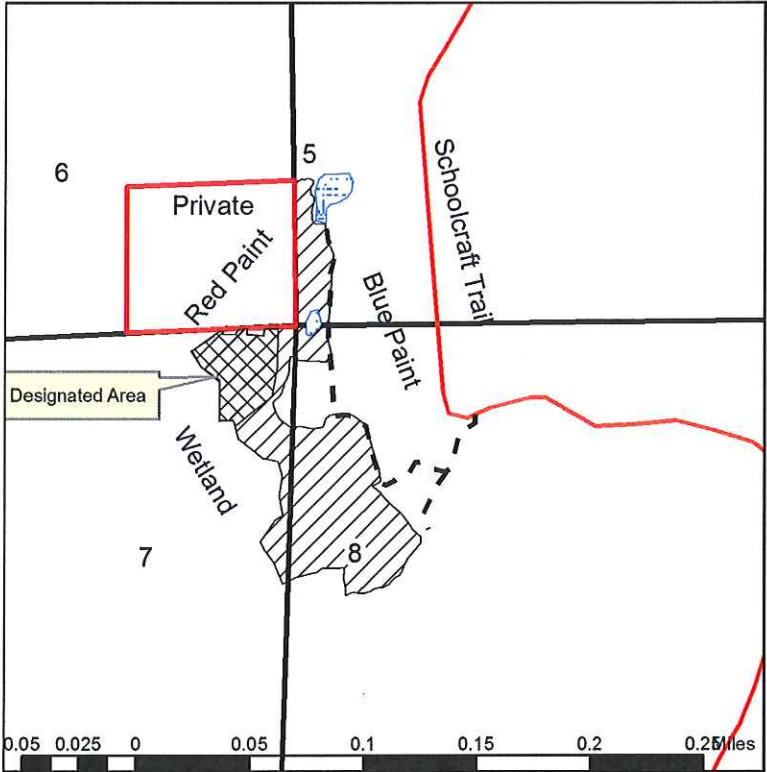 5
6
Private
Red Paint
Schoolcraft Trail
Blue Paint
Designated Area
Wetland
7
8
0.05 0.025 0 0.05 0.1 0.15 0.2 0.25 Miles